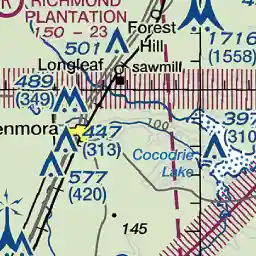 RICHMOND
PLANTATION
150 - 23
Forest
Hill
501
1716
(1558)
Longleaf
sawmill
489
(349)
enmora
447
(313)
100
397
(310
Cocodrie
Lake
577
(420)
145